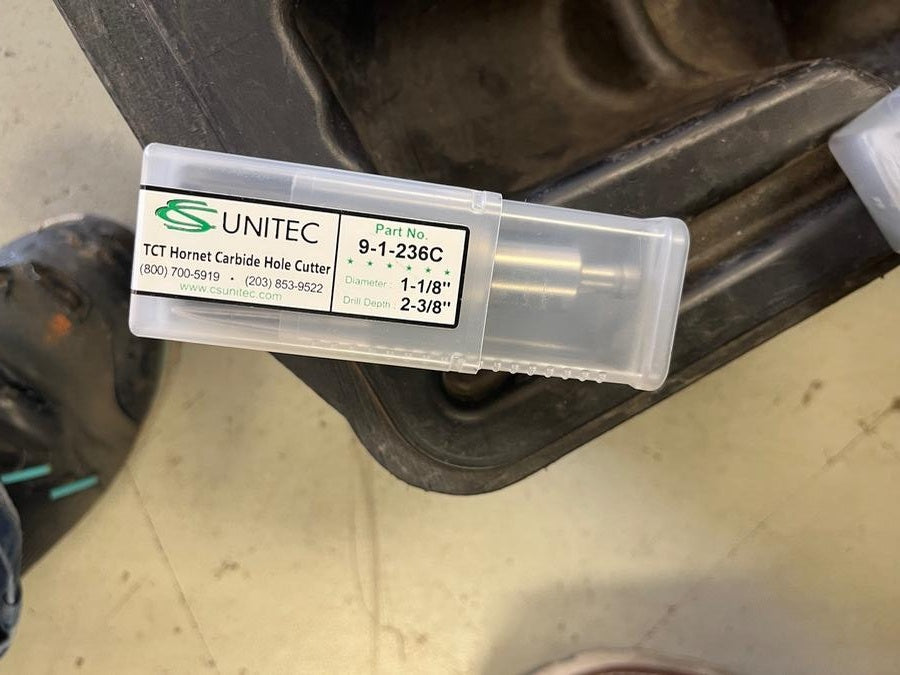 CS UNITEC
TCT Hornet Carbide Hole Cutter
(800) 700-5919 • (203) 853-9522
www.csunitec.com
Part No.
9-1-236C
★ ★ ★ ★ ★ ★
Diameter : 1-1/8"
Drill Depth : 2-3/8"